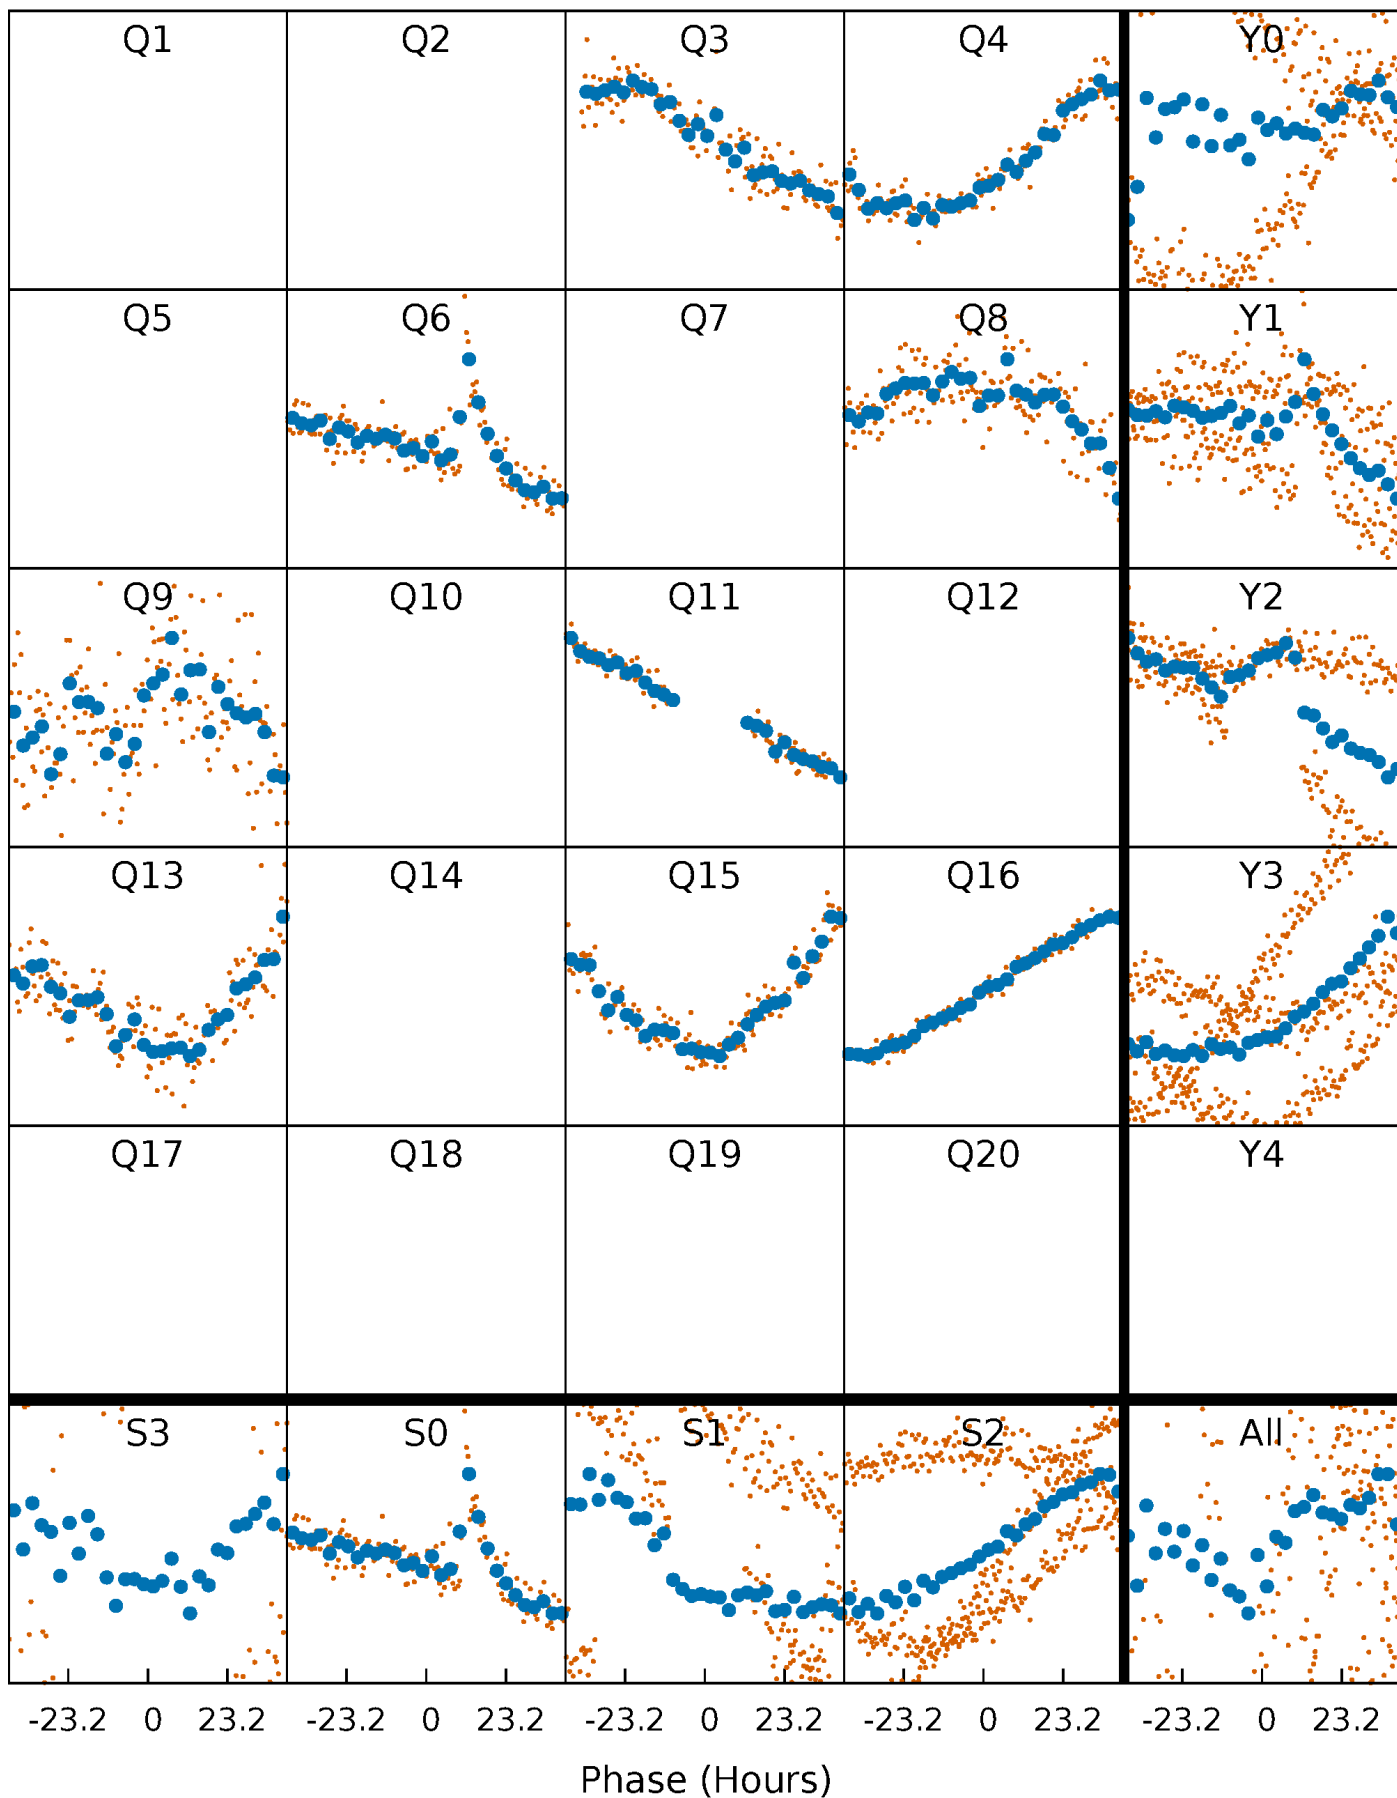 Q1 Q2 Q3 Q4 Y0
Q5 Q6 Q7 Q8 Y1
Q9 Q10 Q11 Q12 Y2
Q13 Q14 Q15 Q16 Y3
Q17 Q18 Q19 Q20 Y4
S3 S0 S1 S2 All
-23.2 0 23.2 -23.2 0 23.2 -23.2 0 23.2 -23.2 0 23.2 -23.2 0 23.2
Phase (Hours)